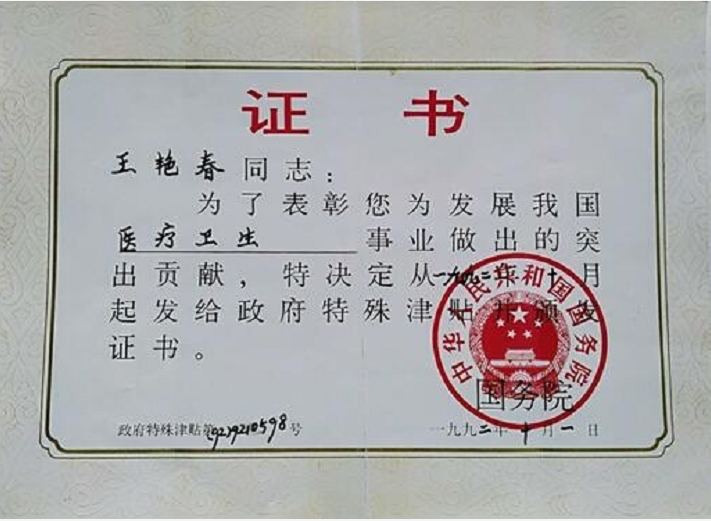 证 书
王艳春同志：
为了表彰您为发展我国
医疗卫生事业做出的突
出贡献，特决定从一九九二年十月
起发给政府特殊津贴并颁发
证书。
中华人民共和国国务院
国务院
政府特殊津贴第(92)9210598号
一九九二年十月一日